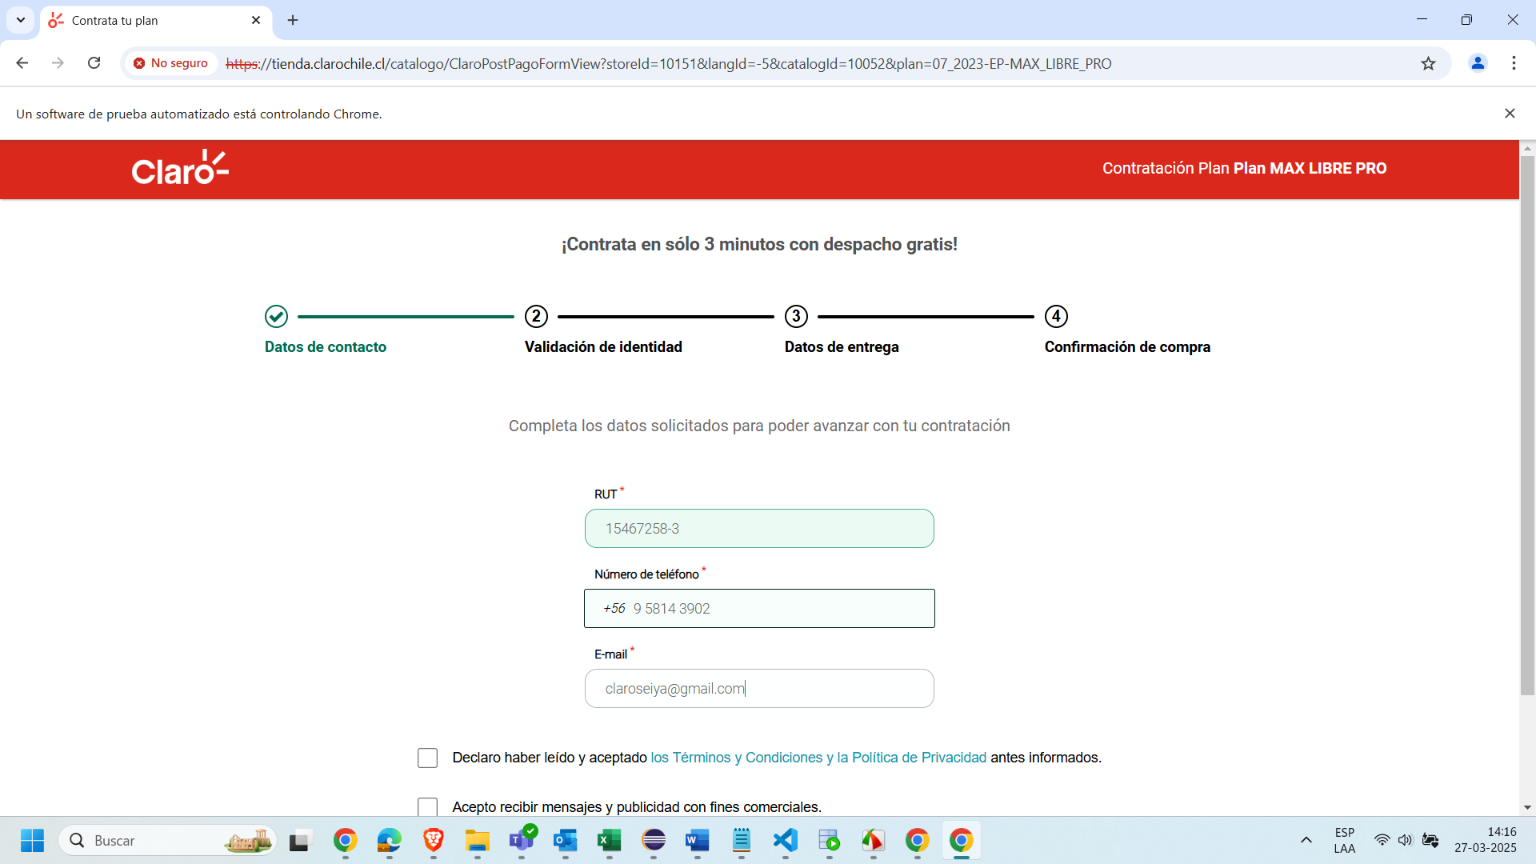 Contrata tu plan
No seguro
https://tienda.clarochile.cl/catalogo/ClaroPostPagoFormView?storeId=10151&langId=-5&catalogId=10052&plan=07_2023-EP-MAX_LIBRE_PRO
Un software de prueba automatizado está controlando Chrome.
Claro
Contratación Plan Plan MAX LIBRE PRO
¡Contrata en sólo 3 minutos con despacho gratis!
2 3 4
Datos de contacto Validación de identidad Datos de entrega Confirmación de compra
Completa los datos solicitados para poder avanzar con tu contratación
RUT *
15467258-3
Número de teléfono *
+56 9 5814 3902
E-mail *
claroseiya@gmail.com
Declaro haber leído y aceptado los Términos y Condiciones y la Política de Privacidad antes informados.
Acepto recibir mensajes y publicidad con fines comerciales.
Buscar
ESP
LAA
14:16
27-03-2025